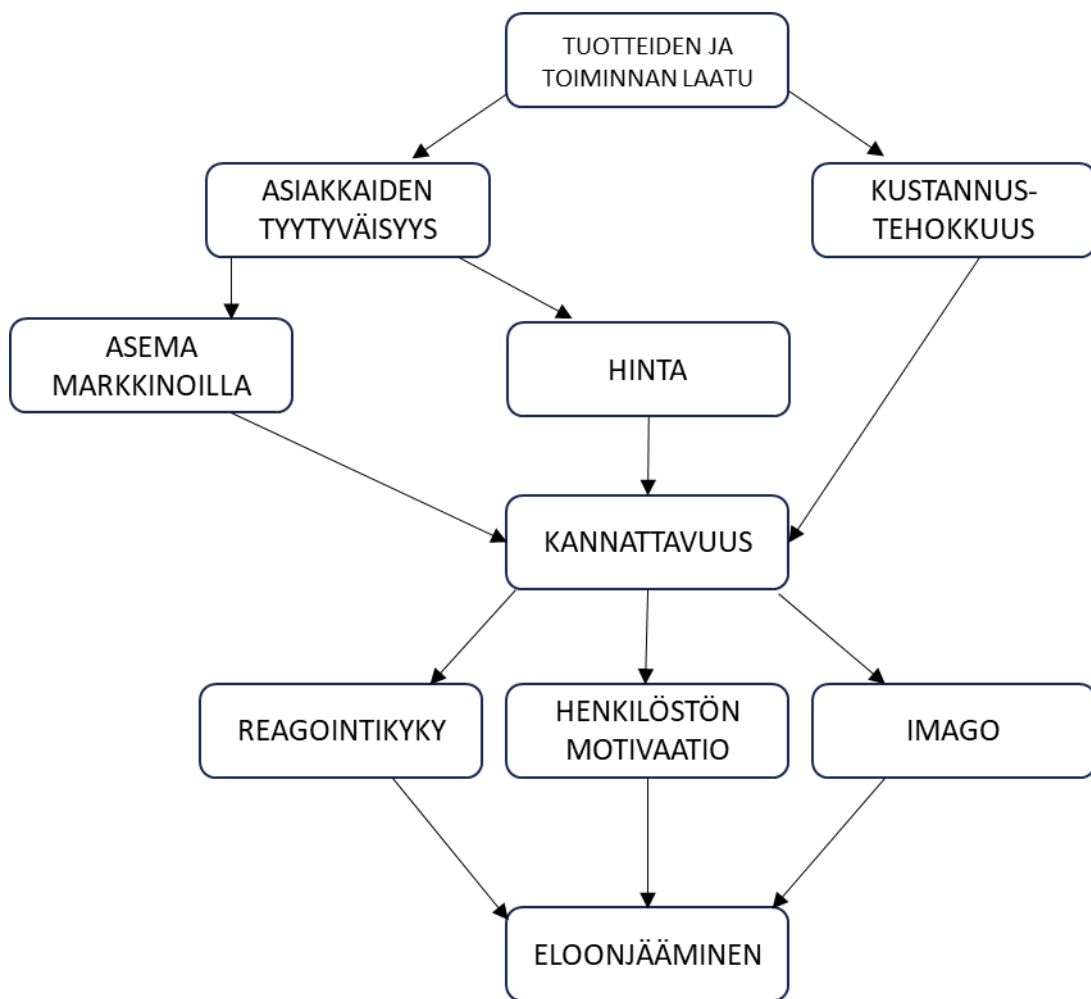 TUOTTEIDEN JA
TOIMINNAN LAATU
ASIAKKAIDEN
TYYTYVÄISYYS
KUSTANNUS-
TEHOKKUUS
ASEMA
MARKKINOILLA
HINTA
KANNATTAVUUS
REAGOINTIKYKY
HENKILÖSTÖN
MOTIVAATIO
IMAGO
ELOONJÄÄMINEN